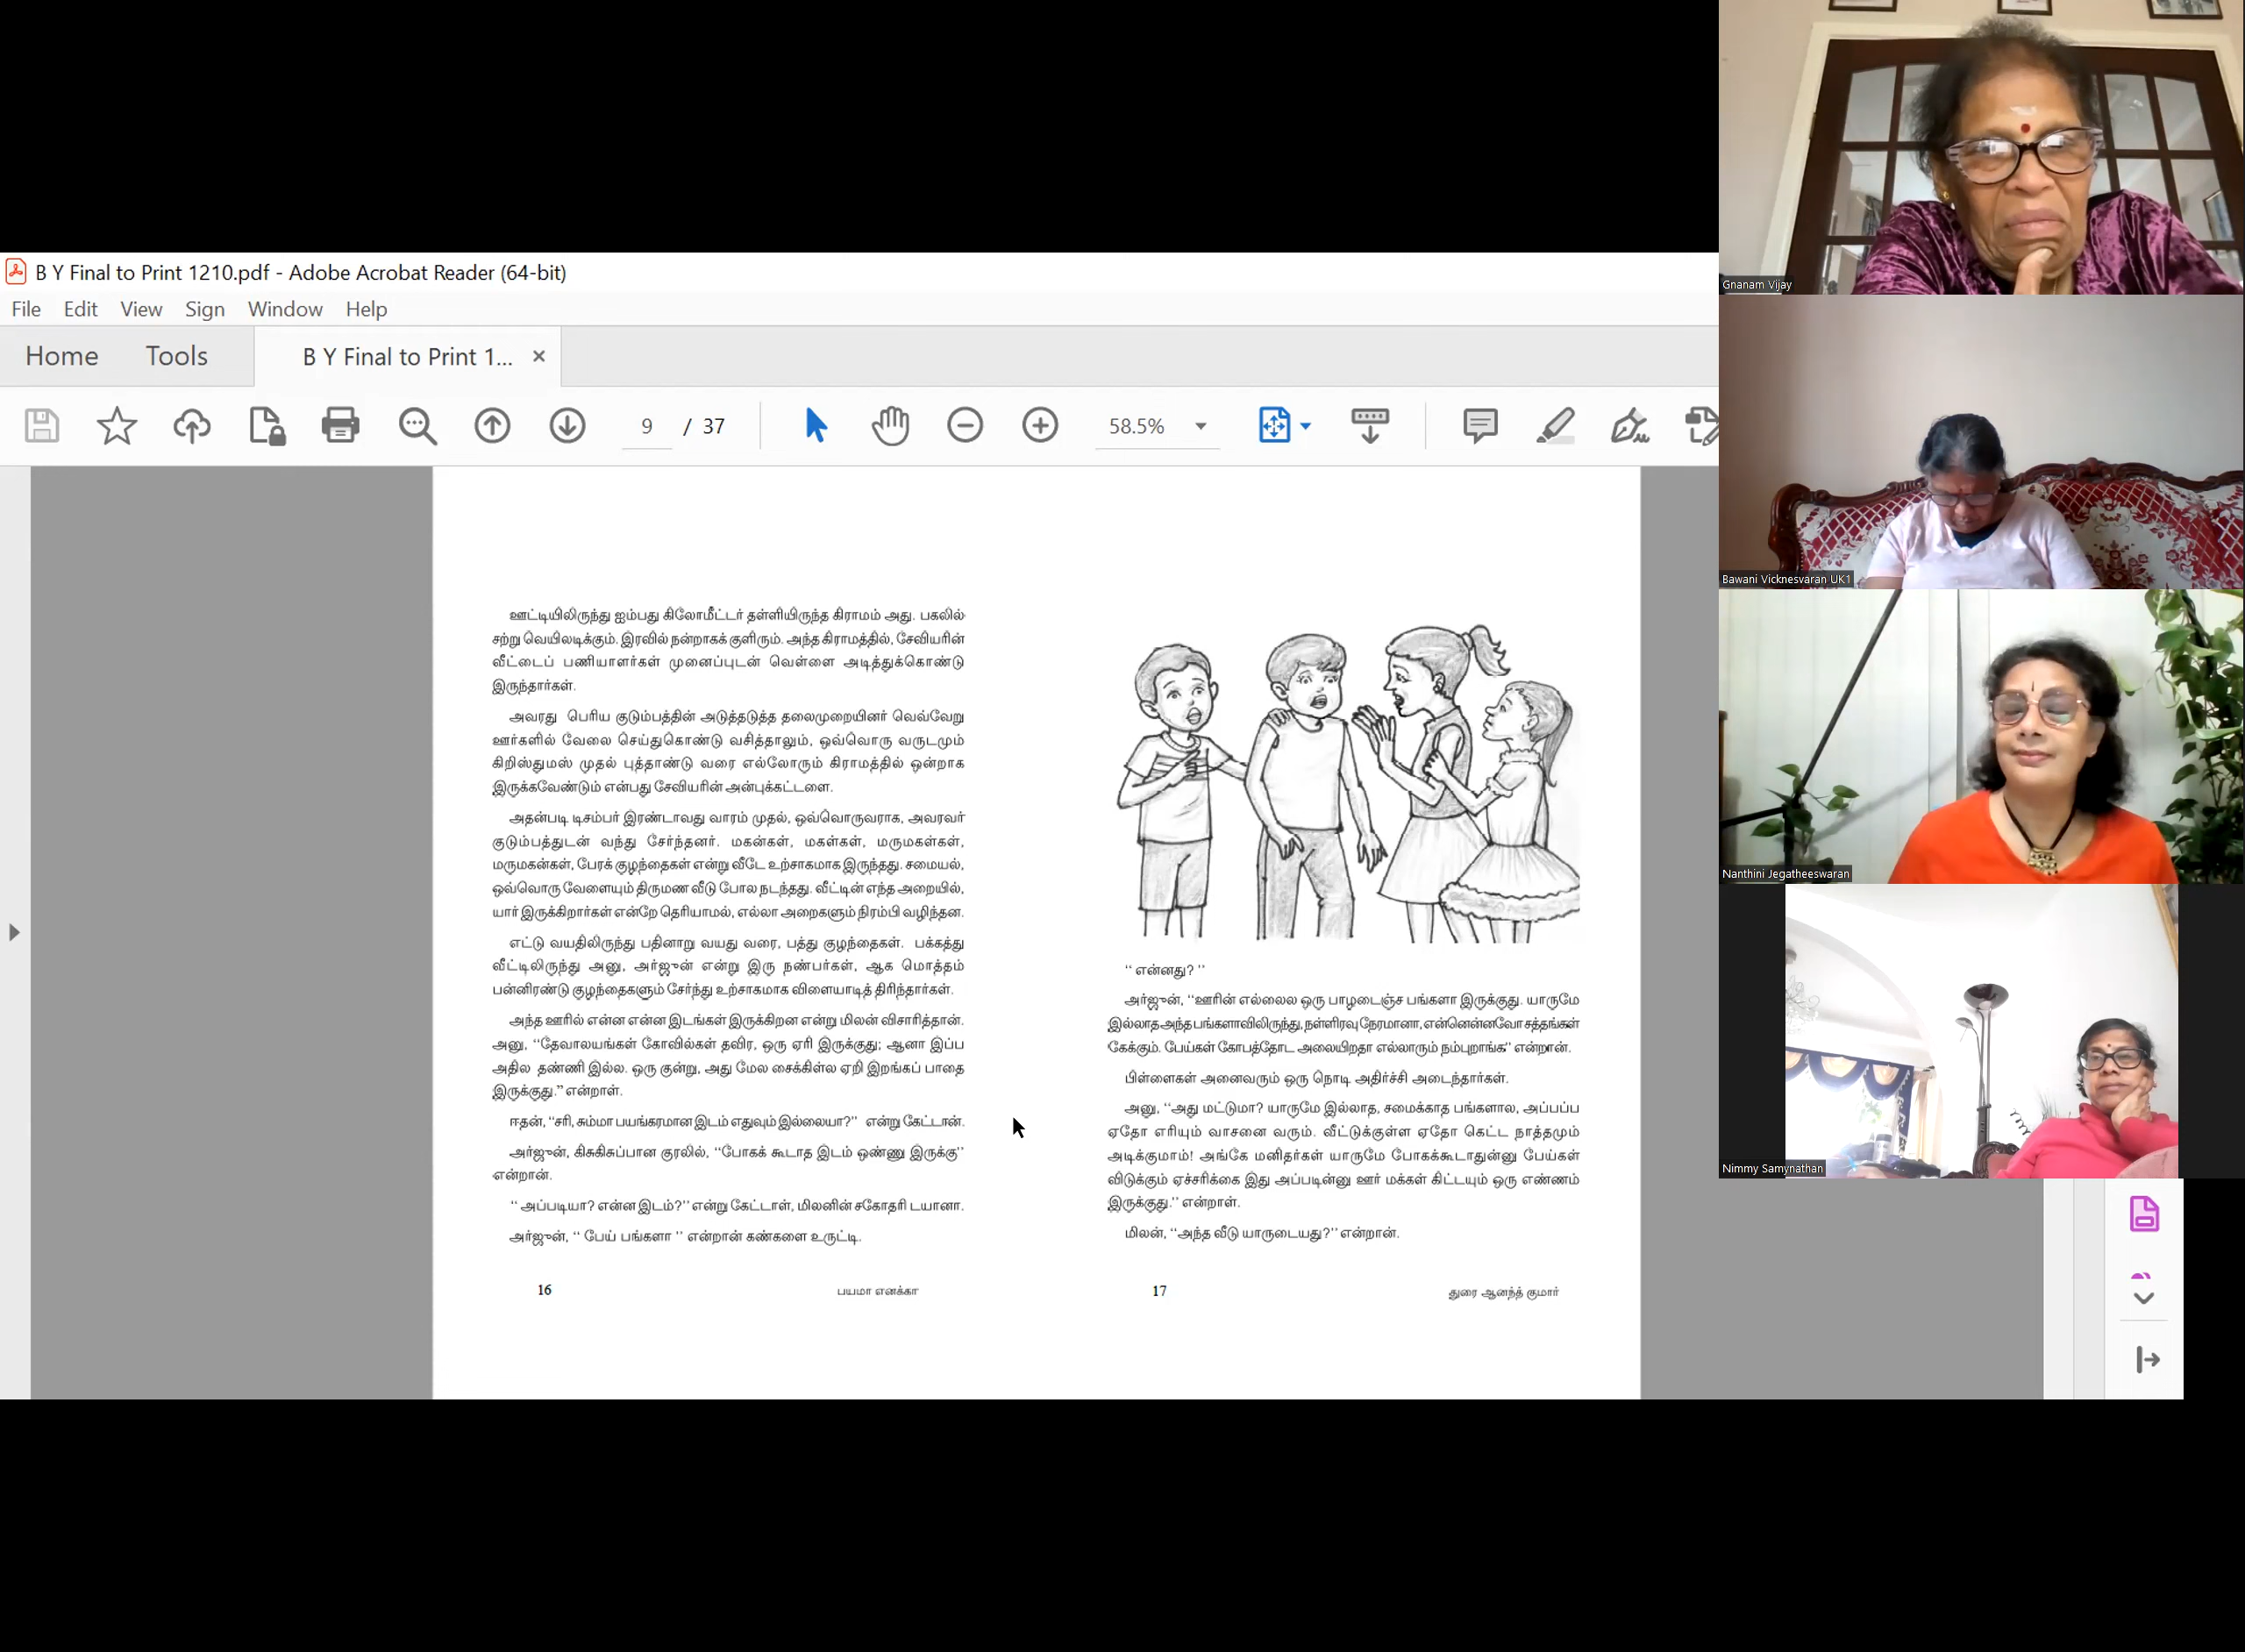 B Y Final to Print 1210.pdf - Adobe Acrobat Reader (64-bit)
File Edit View Sign Window Help
Home Tools B Y Final to Print 1... ×
9 / 37 58.5%
ஊட்டியிலிருந்து ஐம்பது கிலோமீட்டர் தள்ளியிருந்த கிராமம் அது. பகலில்
சற்று வெயிலடிக்கும். இரவில் நன்றாகக் குளிரும். அந்த கிராமத்தில், சேவியரின்
வீட்டைப் பணியாளர்கள் முனைப்புடன் வெள்ளை அடித்துக்கொண்டு
இருந்தார்கள்.
அவரது பெரிய குடும்பத்தின் அடுத்தடுத்த தலைமுறையினர் வெவ்வேறு
ஊர்களில் வேலை செய்துகொண்டு வசித்தாலும், ஒவ்வொரு வருடமும்
கிறிஸ்துமஸ் முதல் புத்தாண்டு வரை எல்லோரும் கிராமத்தில் ஒன்றாக
இருக்கவேண்டும் என்பது சேவியரின் அன்புக்கட்டளை.
அதன்படி டிசம்பர் இரண்டாவது வாரம் முதல், ஒவ்வொருவராக, அவரவர்
குடும்பத்துடன் வந்து சேர்ந்தனர். மகன்கள், மகள்கள், மருமகள்கள்,
மருமகன்கள், பேரக் குழந்தைகள் என்று வீடே உற்சாகமாக இருந்தது. சமையல்,
ஒவ்வொரு வேளையும் திருமண வீடு போல நடந்தது. வீட்டின் எந்த அறையில்,
யார் இருக்கிறார்கள் என்றே தெரியாமல், எல்லா அறைகளும் நிரம்பி வழிந்தன.
எட்டு வயதிலிருந்து பதினாறு வயது வரை, பத்து குழந்தைகள். பக்கத்து
வீட்டிலிருந்து அனு, அர்ஜுன் என்று இரு நண்பர்கள், ஆக மொத்தம்
பன்னிரண்டு குழந்தைகளும் சேர்ந்து உற்சாகமாக விளையாடித் திரிந்தார்கள்.
அந்த ஊரில் என்ன என்ன இடங்கள் இருக்கிறன என்று மிலன் விசாரித்தான்.
அனு, ‘‘தேவாலயங்கள் கோவில்கள் தவிர, ஒரு ஏரி இருக்குது; ஆனா இப்ப
அதில தண்ணி இல்ல. ஒரு குன்று, அது மேல சைக்கிள்ல ஏறி இறங்கப் பாதை
இருக்குது.” என்றாள்.
ஈதன், ‘‘சரி, சும்மா பயங்கரமான இடம் எதுவும் இல்லையா?’’ என்று கேட்டான்.
அர்ஜுன், கிசுகிசுப்பான குரலில், ‘‘போகக் கூடாத இடம் ஒண்ணு இருக்கு’’
என்றான்.
‘‘ அப்படியா? என்ன இடம்?’’ என்று கேட்டாள், மிலனின் சகோதரி டயானா.
அர்ஜுன், ‘‘ பேய் பங்களா ’’ என்றான் கண்களை உருட்டி.
16 பயமா எனக்கா
‘‘ என்னது? ’’
அர்ஜுன், ‘‘ஊரின் எல்லைல ஒரு பாழடைஞ்ச பங்களா இருக்குது. யாருமே
இல்லாத அந்த பங்களாவிலிருந்து, நள்ளிரவு நேரமானா, என்னென்னவோ சத்தங்கள்
கேக்கும். பேய்கள் கோபத்தோட அலையிறதா எல்லாரும் நம்புறாங்க’’ என்றான்.
பிள்ளைகள் அனைவரும் ஒரு நொடி அதிர்ச்சி அடைந்தார்கள்.
அனு, ‘‘அது மட்டுமா? யாருமே இல்லாத, சமைக்காத பங்களால, அப்பப்ப
ஏதோ எரியும் வாசனை வரும். வீட்டுக்குள்ள ஏதோ கெட்ட நாத்தமும்
அடிக்குமாம்! அங்கே மனிதர்கள் யாருமே போகக்கூடாதுன்னு பேய்கள்
விடுக்கும் ஏச்சரிக்கை இது அப்படின்னு ஊர் மக்கள் கிட்டயும் ஒரு எண்ணம்
இருக்குது.’’ என்றாள்.
மிலன், ‘‘அந்த வீடு யாருடையது?’’ என்றான்.
17 துரை ஆனந்த் குமார்
Gnanam Vijay
Bawani Vicknesvaran UK1
Nanthini Jegatheeswaran
Nimmy Samynathan